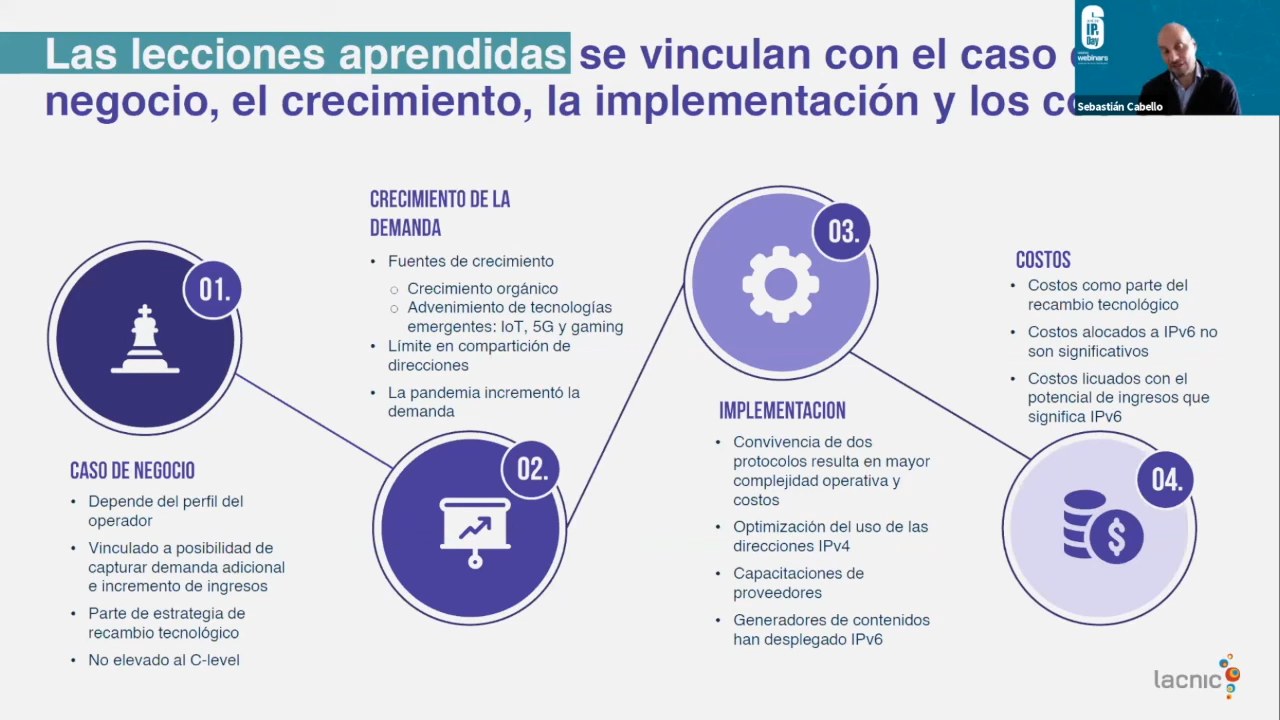 Las lecciones aprendidas se vinculan con el caso
negocio, el crecimiento, la implementación y los
IPv6
Day
webinars
Sebastián Cabello
01.
CASO DE NEGOCIO
• Depende del perfil del
operador
• Vinculado a posibilidad de
capturar demanda adicional
e incremento de ingresos
• Parte de estrategia de
recambio tecnológico
• No elevado al C-level
CRECIMIENTO DE LA
DEMANDA
• Fuentes de crecimiento
○ Crecimiento orgánico
○ Advenimiento de tecnologías
emergentes: IoT, 5G y gaming
• Límite en compartición de
direcciones
• La pandemia incrementó la
demanda
02.
03.
IMPLEMENTACION
• Convivencia de dos
protocolos resulta en mayor
complejidad operativa y
costos
• Optimización del uso de las
direcciones IPv4
• Capacitaciones de
proveedores
• Generadores de contenidos
han desplegado IPv6
COSTOS
• Costos como parte del
recambio tecnológico
• Costos alocados a IPv6 no
son significativos
• Costos licuados con el
potencial de ingresos que
significa IPv6
04.
$
lacnic